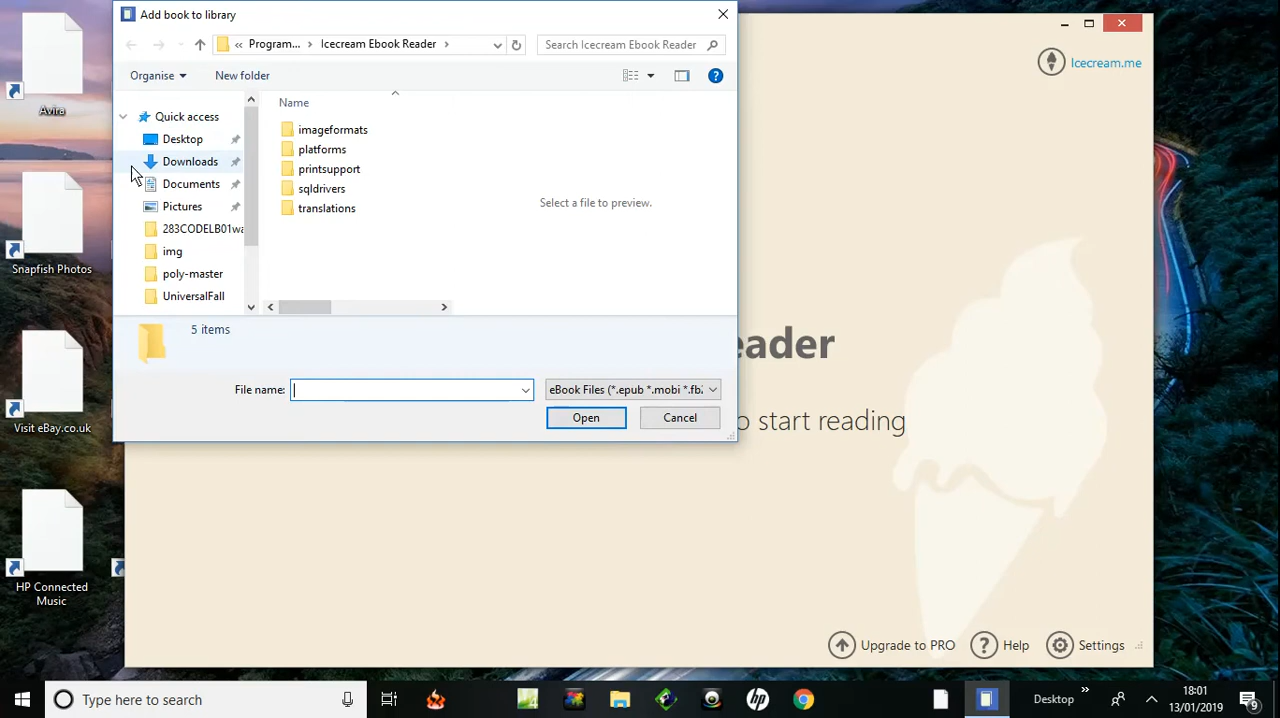 Add book to library
« Program... › Icecream Ebook Reader ›
Search Icecream Ebook Reader
Icecream.me
Organise
New folder
Name
Quick access
Desktop
Downloads
Documents
Pictures
283CODELB01wa
img
poly-master
UniversalFall
imageformats
platforms
printsupport
sqldrivers
translations
Select a file to preview.
5 items
File name:
eBook Files (*.epub *.mobi *.fb2
Open
Cancel
eader
o start reading
Avira
Snapfish Photos
Visit eBay.co.uk
HP Connected
Music
Upgrade to PRO
? Help
Settings
Type here to search
hp
Desktop »
18:01
13/01/2019
9